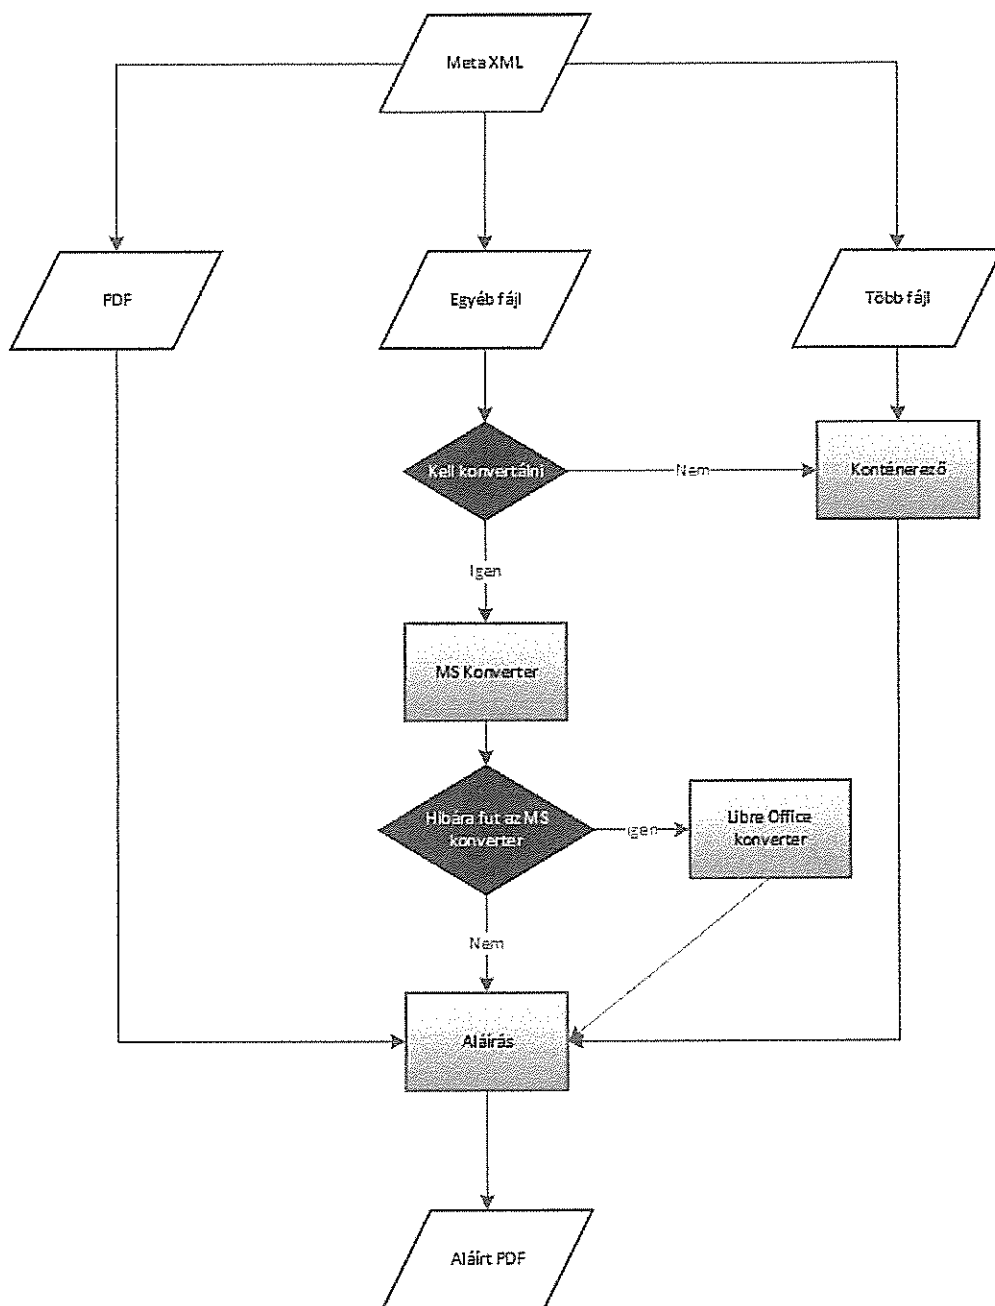 Meta XML
PDF
Egyéb fájl
Több fájl
Kell konvertálni
Nem
Konténerező
Igen
MS Konverter
Hibára fut az MS
konverter
Igen
Libre Office
konverter
Nem
Aláírás
Aláírt PDF